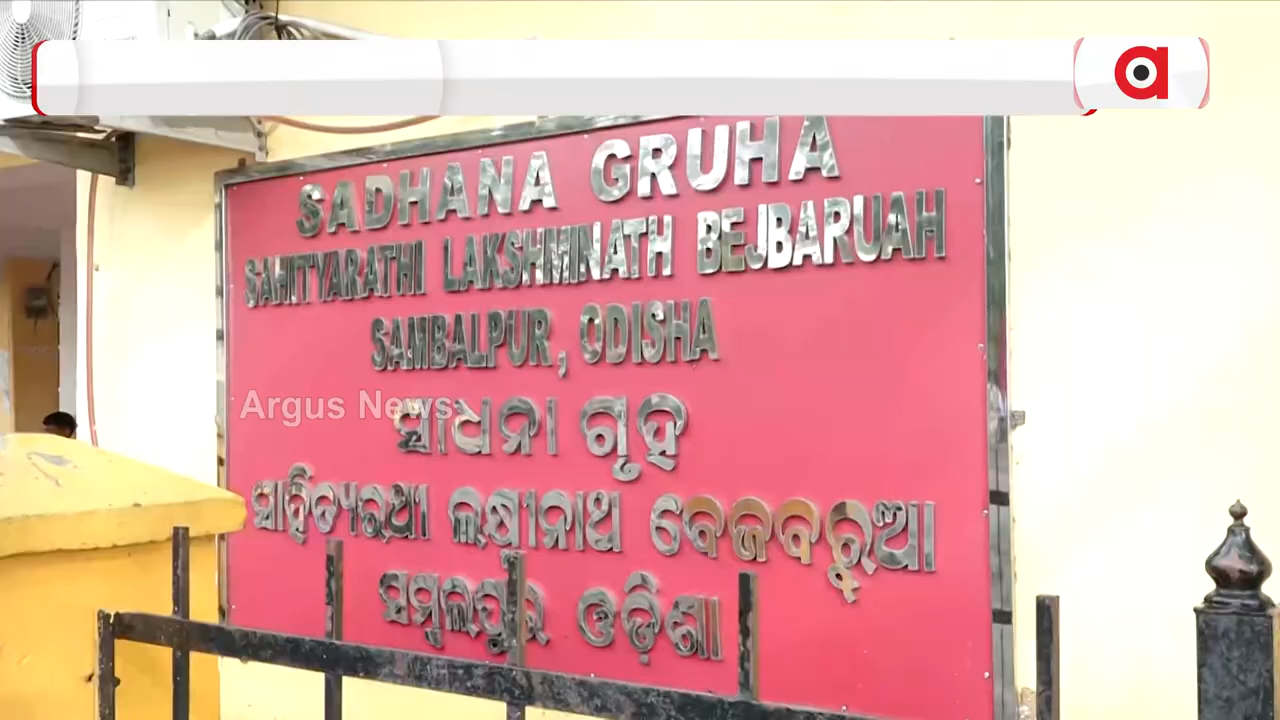 SADHANA GRUHA
SAHITYARATHI LAKSHMINATH BEJBARUAH
SAMBALPUR, ODISHA
Argus News
ସାଧନା ଗୃହ
ସାହିତ୍ୟରଥୀ ଲକ୍ଷ୍ମୀନାଥ ବେଜବରୁଆ
ସମ୍ବଲପୁର ଓଡ଼ିଶା